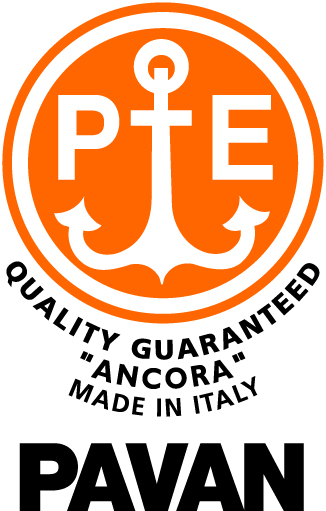 P E
QUALITY GUARANTEED
"ANCORA"
MADE IN ITALY
PAVAN